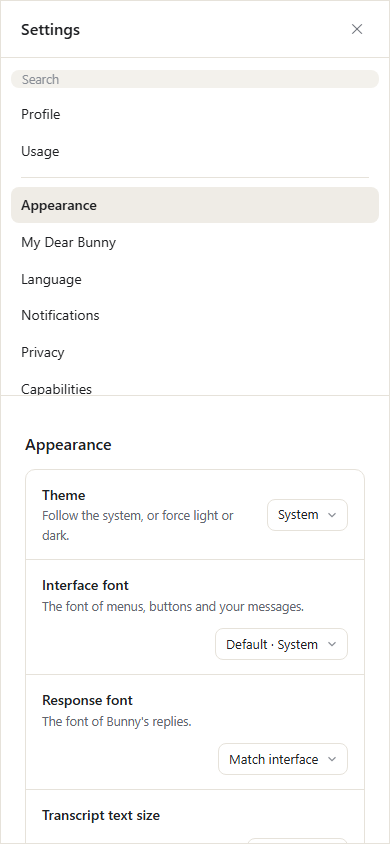 Settings
Search
Profile
Usage
Appearance
My Dear Bunny
Language
Notifications
Privacy
Capabilities
Appearance
Theme
Follow the system, or force light or
dark.
System
Interface font
The font of menus, buttons and your messages.
Default · System
Response font
The font of Bunny's replies.
Match interface
Transcript text size